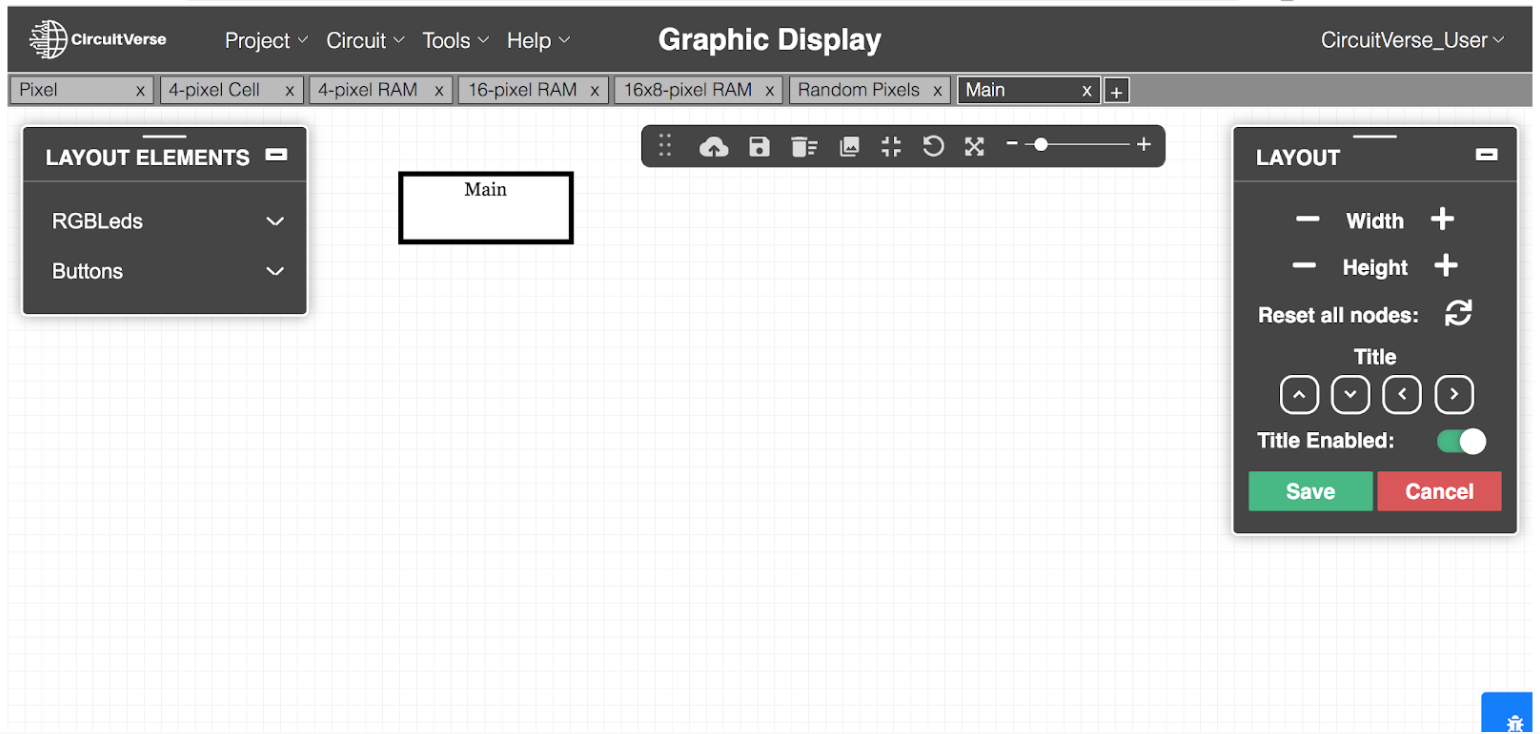 CircuitVerse Project Circuit Tools Help Graphic Display CircuitVerse_User
Pixel x 4-pixel Cell x 4-pixel RAM x 16-pixel RAM x 16x8-pixel RAM x Random Pixels x Main x +
LAYOUT ELEMENTS
RGBLeds
Buttons
Main
LAYOUT
Width
Height
Reset all nodes:
Title
Title Enabled:
Save Cancel